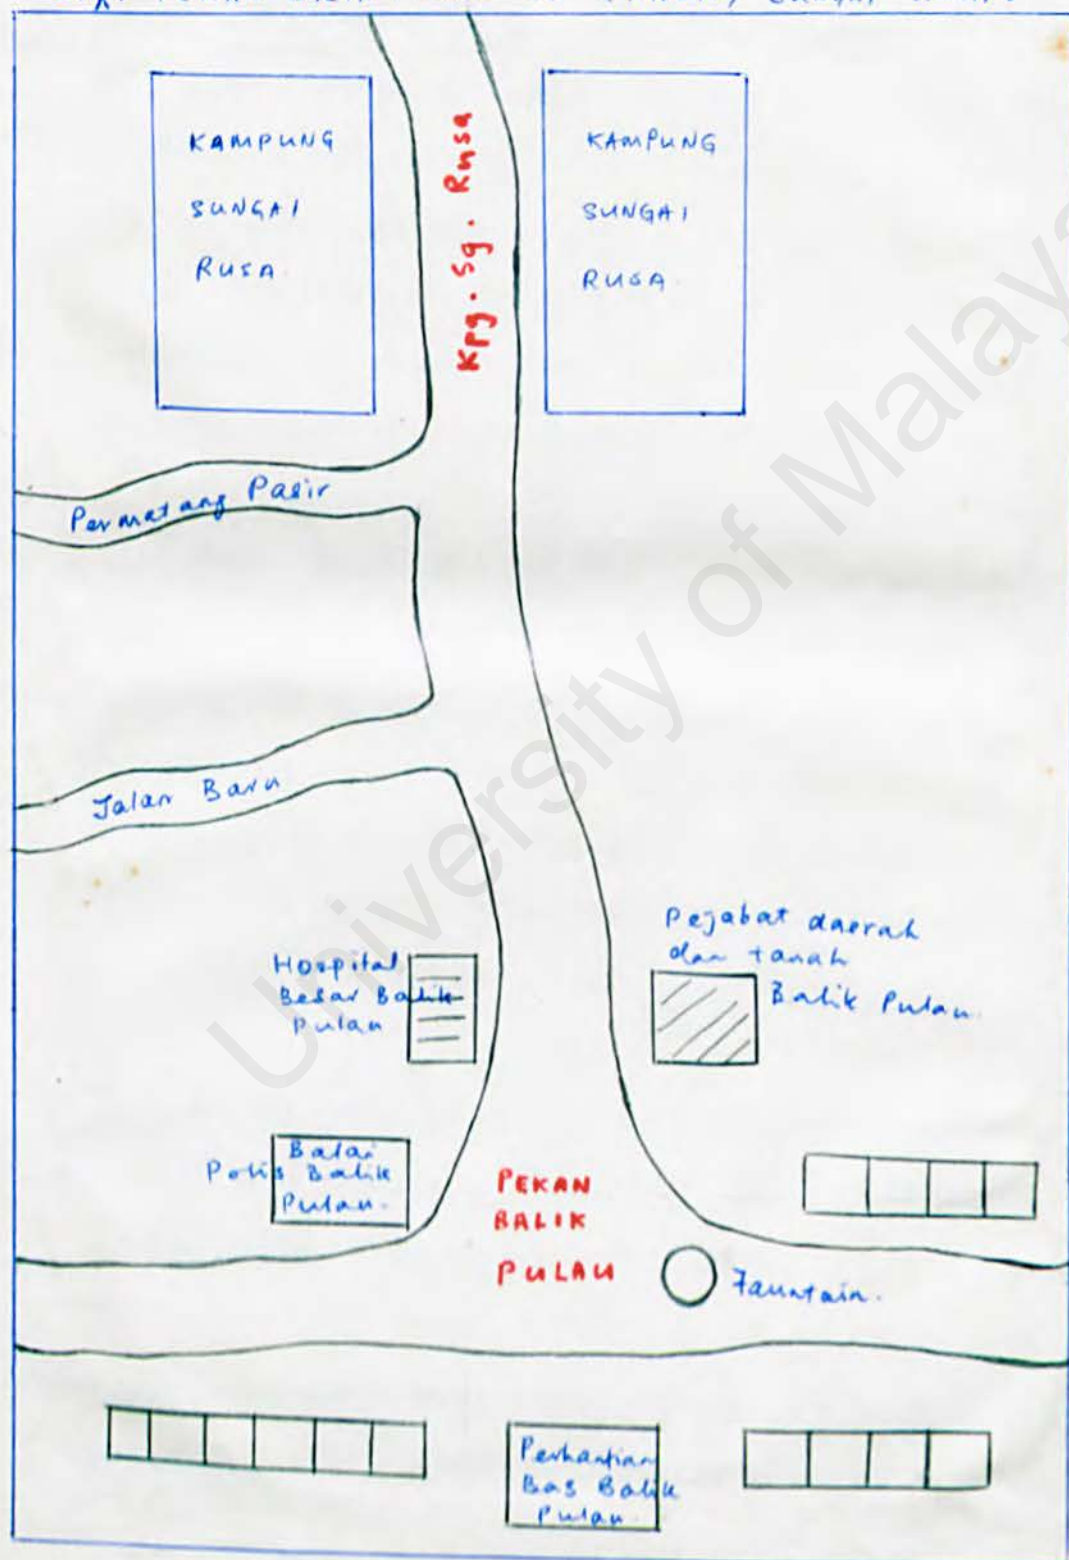 KAMPUNG
SUNGAI
RUSA
Kpg. Sg. Rusa
KAMPUNG
SUNGAI
RUSA
Permatang Pasir
Jalan Baru
Hospital
Besar Balik
Pulau
Pejabat daerah
dan tanah
Balik Pulau
Balai
Polis Balik
Pulau
PEKAN
BALIK
PULAU
Fauntain.
Perhantian
Bas Balik
Pulau
University of Malaya